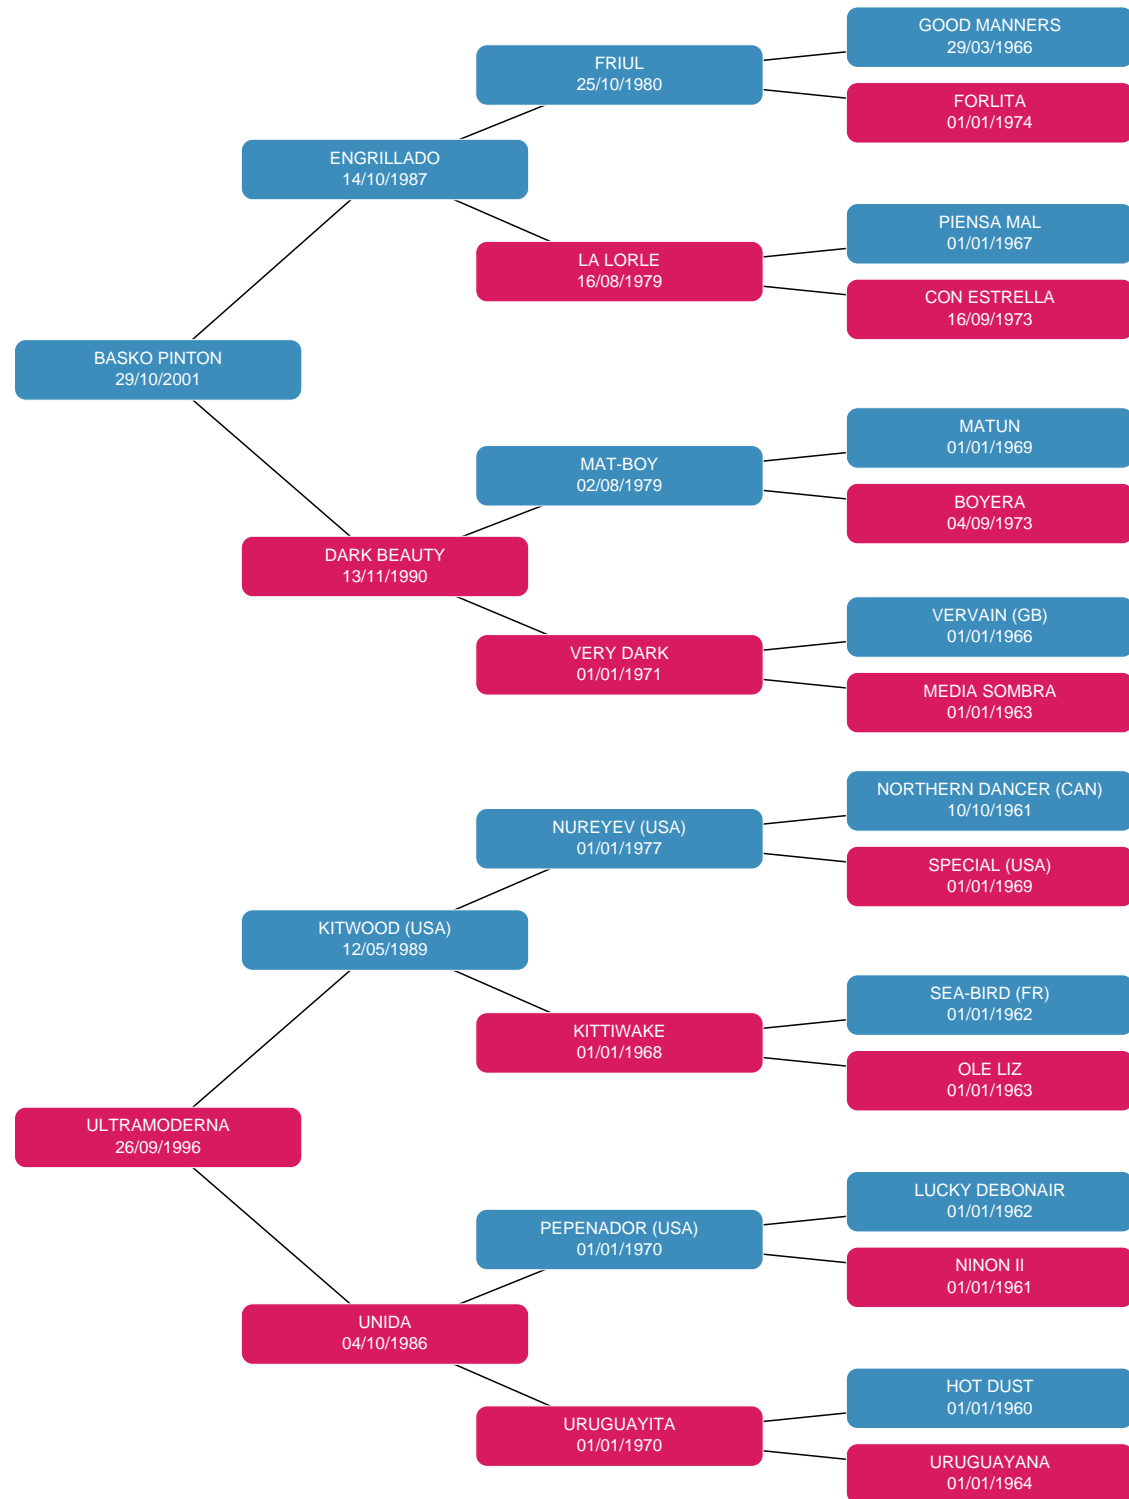 GOOD MANNERS
29/03/1966
FRIUL
25/10/1980
FORLITA
01/01/1974
ENGRILLADO
14/10/1987
PIENSA MAL
01/01/1967
LA LORLE
16/08/1979
CON ESTRELLA
16/09/1973
BASKO PINTON
29/10/2001
MATUN
01/01/1969
MAT-BOY
02/08/1979
BOYERA
04/09/1973
DARK BEAUTY
13/11/1990
VERVAIN (GB)
01/01/1966
VERY DARK
01/01/1971
MEDIA SOMBRA
01/01/1963
NORTHERN DANCER (CAN)
10/10/1961
NUREYEV (USA)
01/01/1977
SPECIAL (USA)
01/01/1969
KITWOOD (USA)
12/05/1989
SEA-BIRD (FR)
01/01/1962
KITTIWAKE
01/01/1968
OLE LIZ
01/01/1963
ULTRAMODERNA
26/09/1996
LUCKY DEBONAIR
01/01/1962
PEPENADOR (USA)
01/01/1970
NINON II
01/01/1961
UNIDA
04/10/1986
HOT DUST
01/01/1960
URUGUAYITA
01/01/1970
URUGUAYANA
01/01/1964